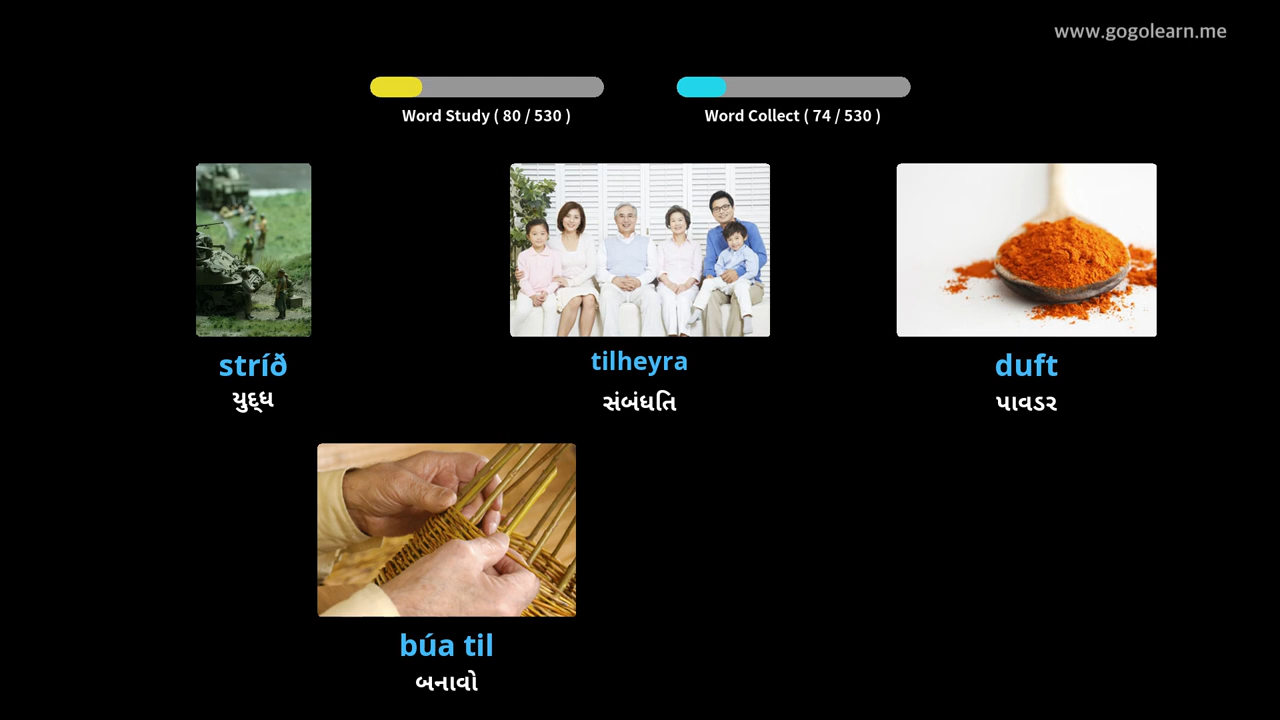 www.gogolearn.me
Word Study ( 80 / 530 )
Word Collect ( 74 / 530 )
stríð
યુદ્ધ
tilheyra
સંબંધતિ
duft
પાવડર
búa til
બનાવો